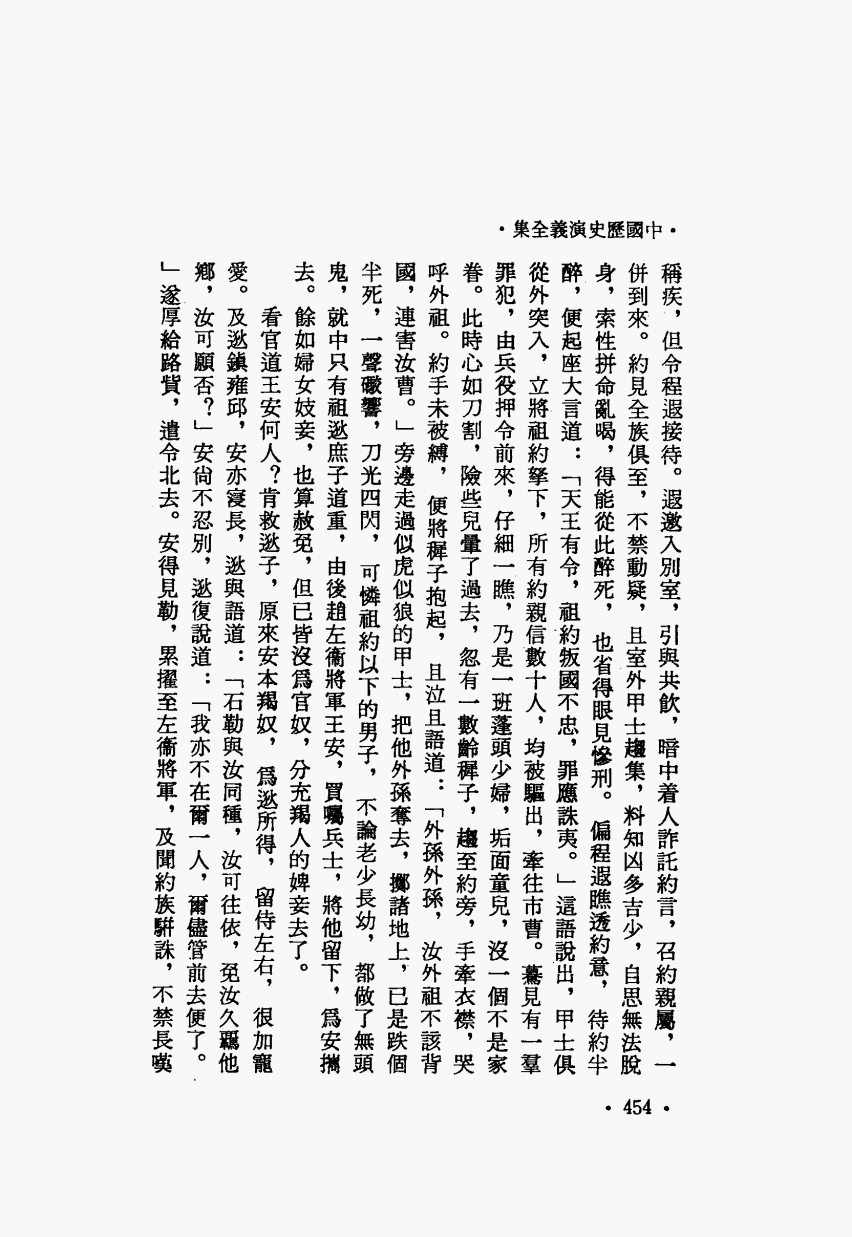 ·中國歷史演義全集·
稱疾，但令程遐接待。遐邀入別室，引與共飲，暗中着人詐託約言，召約親屬，一
併到來。約見全族俱至，不禁動疑，且室外甲士趨集，料知凶多吉少，自思無法脫
身，索性拼命亂喝，得能從此醉死，也省得眼見慘刑。偏程遐瞧透約意，待約半
醉，便起座大言道：「天王有令，祖約叛國不忠，罪應誅夷。」這語說出，甲士俱
從外突入，立將祖約拏下，所有約親信數十人，均被驅出，牽往市曹。驀見有一羣
罪犯，由兵役押令前來，仔細一瞧，乃是一班蓬頭少婦，垢面童兒，沒一個不是家
眷。此時心如刀割，險些兒暈了過去，忽有一數齡穉子，趨至約旁，手牽衣襟，哭
呼外祖。約手未被縛，便將穉子抱起，且泣且語道：「外孫外孫，汝外祖不該背
國，連害汝曹。」旁邊走過似虎似狼的甲士，把他外孫奪去，擲諸地上，已是跌個
半死，一聲礮響，刀光四閃，可憐祖約以下的男子，不論老少長幼，都做了無頭
鬼，就中只有祖逖庶子道重，由後趙左衞將軍王安，買囑兵士，將他留下，爲安攜
去。餘如婦女妓妾，也算赦免，但已皆沒爲官奴，分充羯人的婢妾去了。
看官道王安何人？肯救逖子，原來安本羯奴，爲逖所得，留侍左右，很加寵
愛。及逖鎭雍邱，安亦寖長，逖與語道：「石勒與汝同種，汝可往依，免汝久羈他
鄉，汝可願否？」安尙不忍別，逖復說道：「我亦不在爾一人，爾儘管前去便了。
」遂厚給路貲，遣令北去。安得見勒，累擢至左衞將軍，及聞約族駢誅，不禁長嘆
·454·